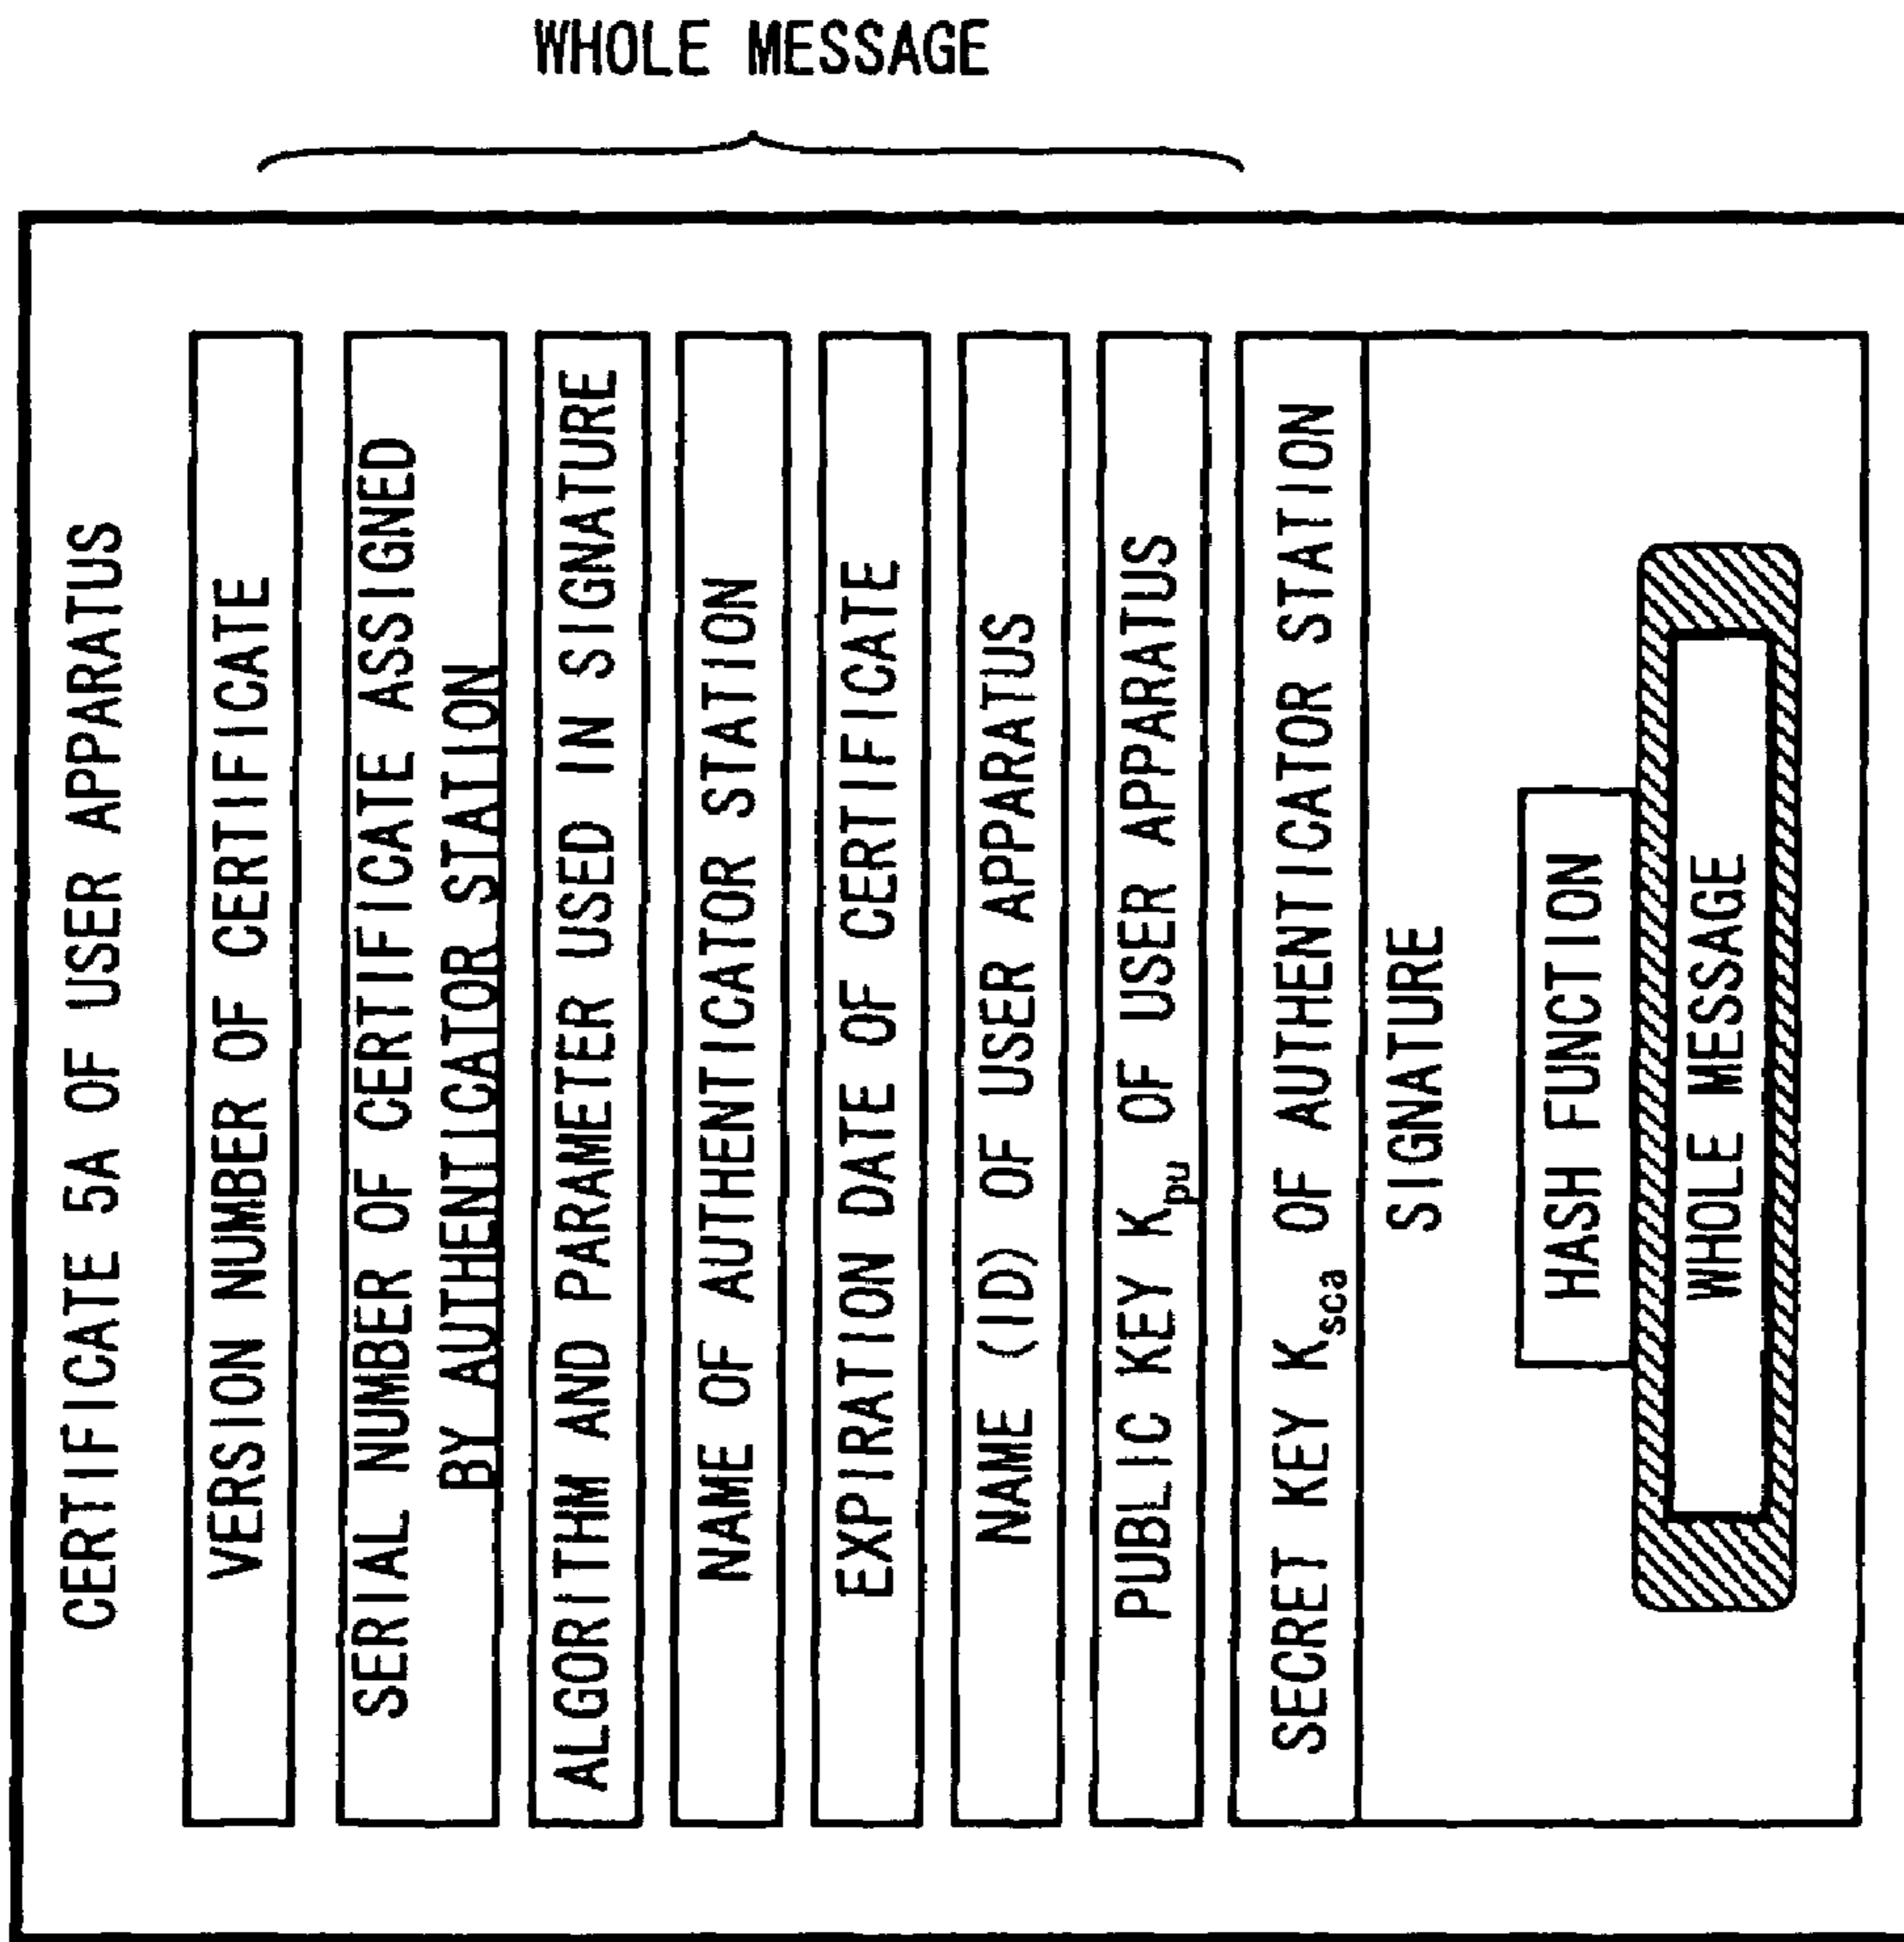 WHOLE MESSAGE
CERTIFICATE 5A OF USER APPARATUS
VERSION NUMBER OF CERTIFICATE
SERIAL NUMBER OF CERTIFICATE ASSIGNED
BY AUTHENTICATOR STATION
ALGORITHM AND PARAMETER USED IN SIGNATURE
NAME OF AUTHENTICATOR STATION
EXPIRATION DATE OF CERTIFICATE
NAME (ID) OF USER APPARATUS
PUBLIC KEY Kpu OF USER APPARATUS
SECRET KEY Ksca OF AUTHENTICATOR STATION
SIGNATURE
HASH FUNCTION
WHOLE MESSAGE